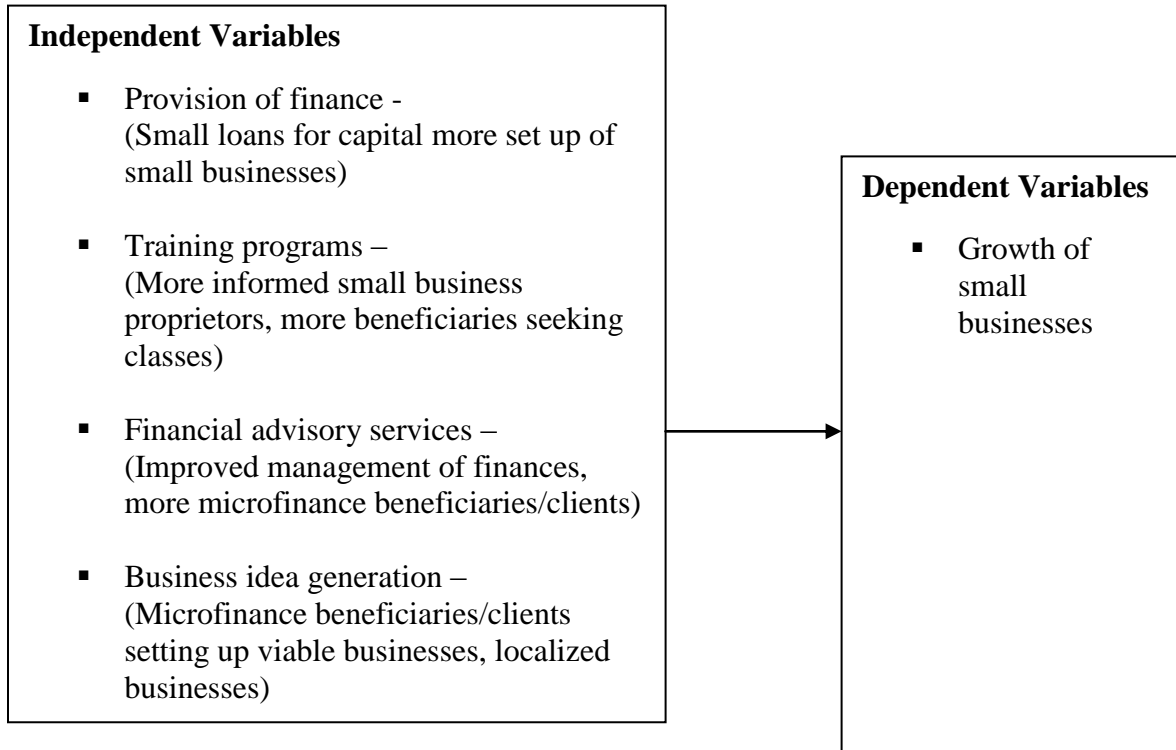 Independent Variables
▪ Provision of finance -
(Small loans for capital more set up of
small businesses)
▪ Training programs –
(More informed small business
proprietors, more beneficiaries seeking
classes)
▪ Financial advisory services –
(Improved management of finances,
more microfinance beneficiaries/clients)
▪ Business idea generation –
(Microfinance beneficiaries/clients
setting up viable businesses, localized
businesses)
Dependent Variables
▪ Growth of
small
businesses